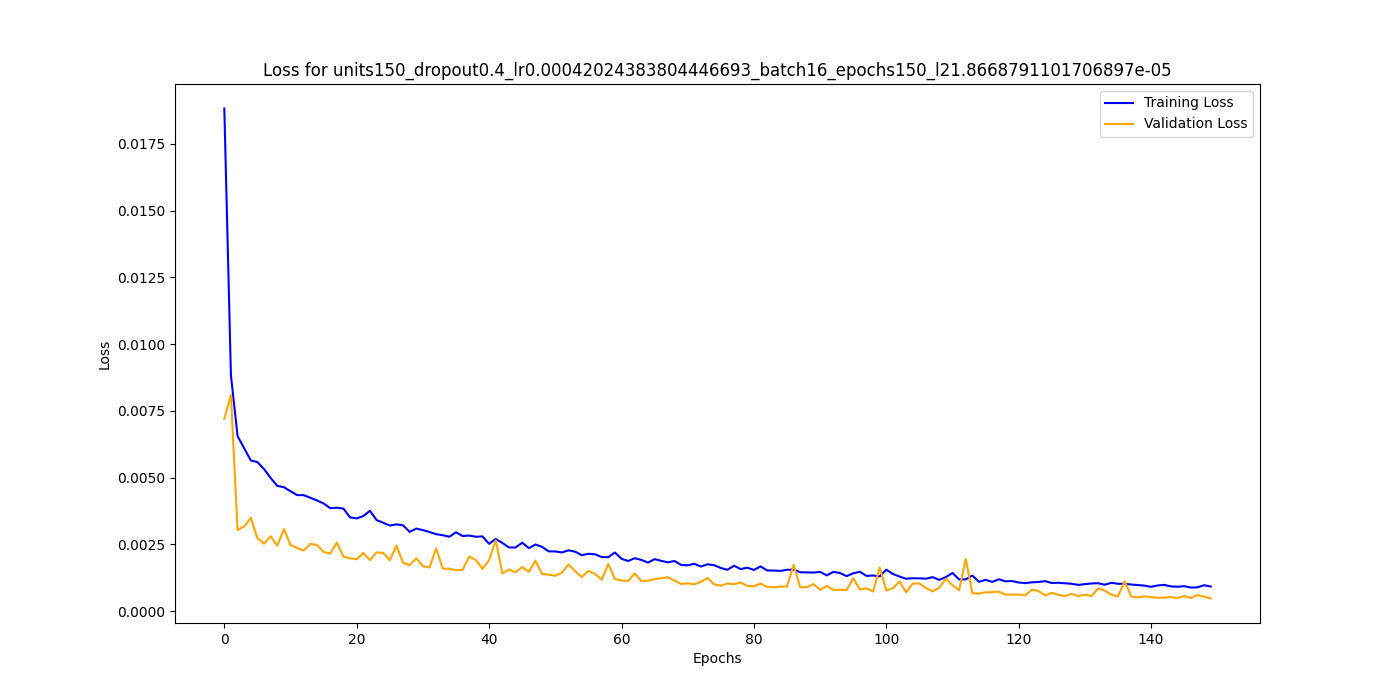 Loss for units150_dropout0.4_lr0.00042024383804446693_batch16_epochs150_l21.8668791101706897e-05
Training Loss
Validation Loss
0.0175
0.0150
0.0125
0.0100
0.0075
0.0050
0.0025
0.0000
Loss
0 20 40 60 80 100 120 140
Epochs